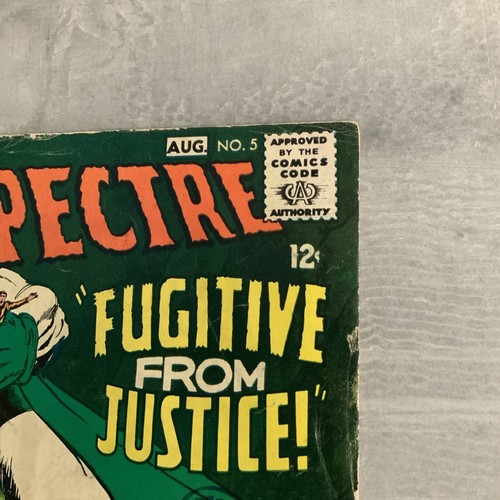 AUG. NO. 5
APPROVED
BY THE
COMICS
CODE
CA
AUTHORITY
PECTRE
12¢
"FUGITIVE
FROM
JUSTICE!"